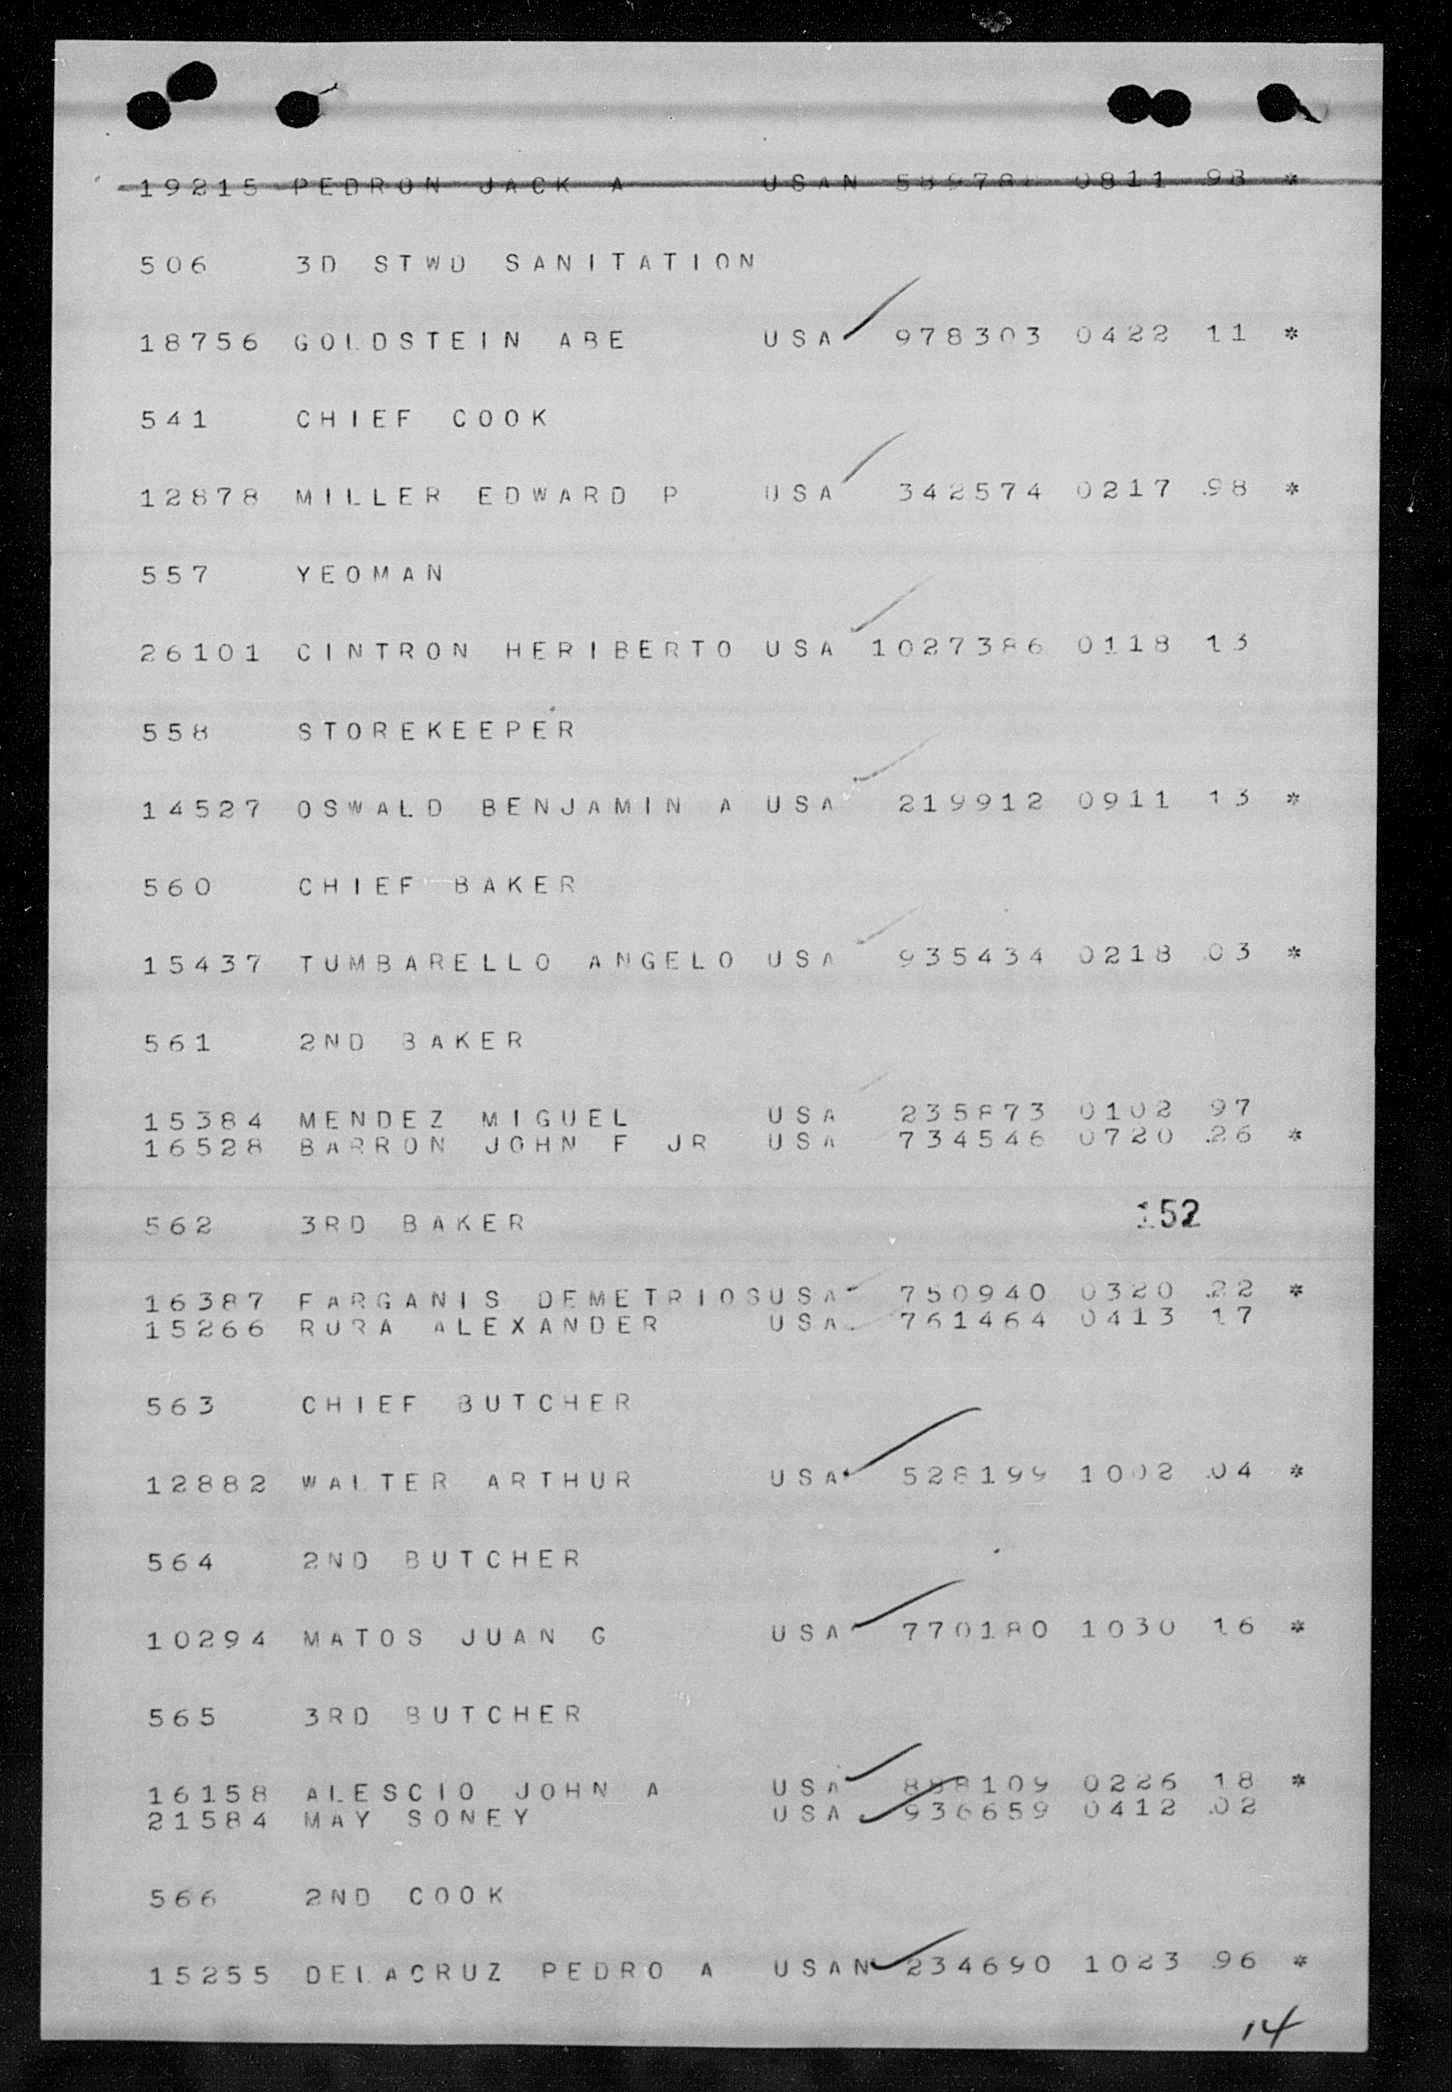 19215 PEDRON JACK A USAN 0811 98 *
506 3D STWD SANITATION
18756 GOLDSTEIN ABE USA 978303 0422 11 *
541 CHIEF COOK
12878 MILLER EDWARD P USA 342574 0217 98 *
557 YEOMAN
26101 CINTRON HERIBERTO USA 1027386 0118 13
558 STOREKEEPER
14527 OSWALD BENJAMIN A USA 219912 0911 13 *
560 CHIEF BAKER
15437 TUMBARELLO ANGELO USA 935434 0218 03 *
561 2ND BAKER
15384 MENDEZ MIGUEL USA 235873 0102 97
16528 BARRON JOHN F JR USA 734546 0720 26 *
562 3RD BAKER 152
16387 FARGANIS DEMETRIOSUSA 750940 0320 22 *
15266 RURA ALEXANDER USA 761464 0413 17
563 CHIEF BUTCHER
12882 WALTER ARTHUR USA 528199 1002 04 *
564 2ND BUTCHER
10294 MATOS JUAN G USA 770180 1030 16 *
565 3RD BUTCHER
16158 ALESCIO JOHN A USA 898109 0226 18 *
21584 MAY SONEY USA 936659 0412 02
566 2ND COOK
15255 DELACRUZ PEDRO A USAN 234690 1023 96 *
14